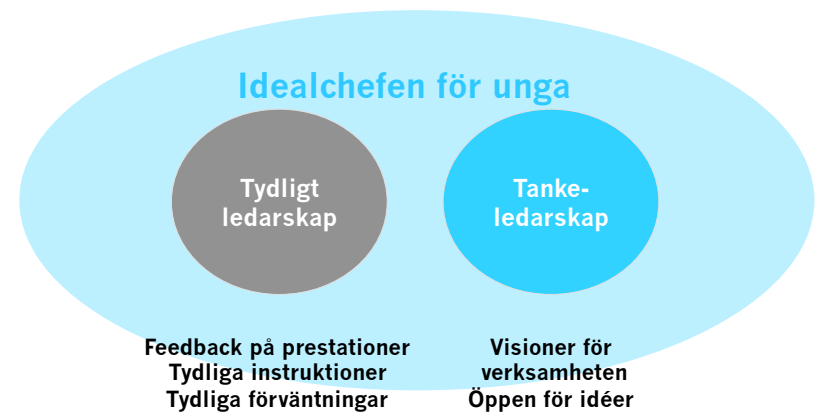 Idealchefen för unga
Tydligt
ledarskap
Tanke-
ledarskap
Feedback på prestationer
Tydliga instruktioner
Tydliga förväntningar
Visioner för
verksamheten
Öppen för idéer